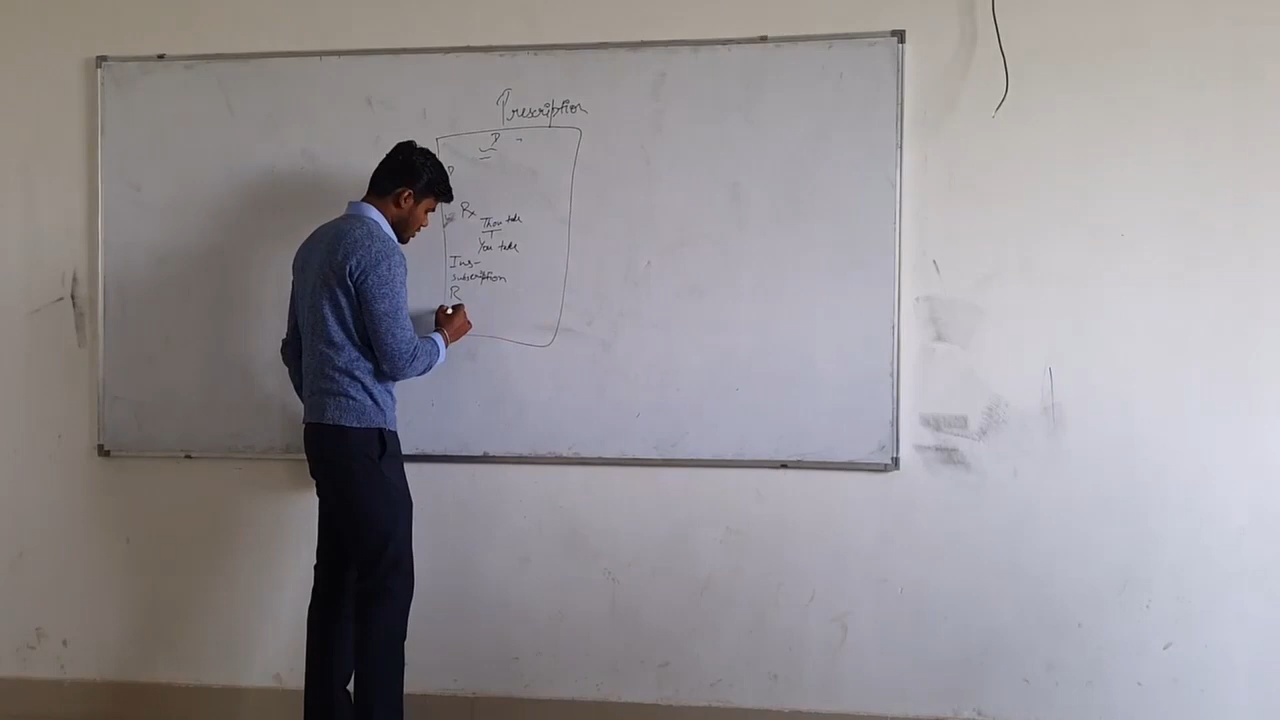 Prescription
D
D
Rx
Thou take
You take
Ins-
subscription
R